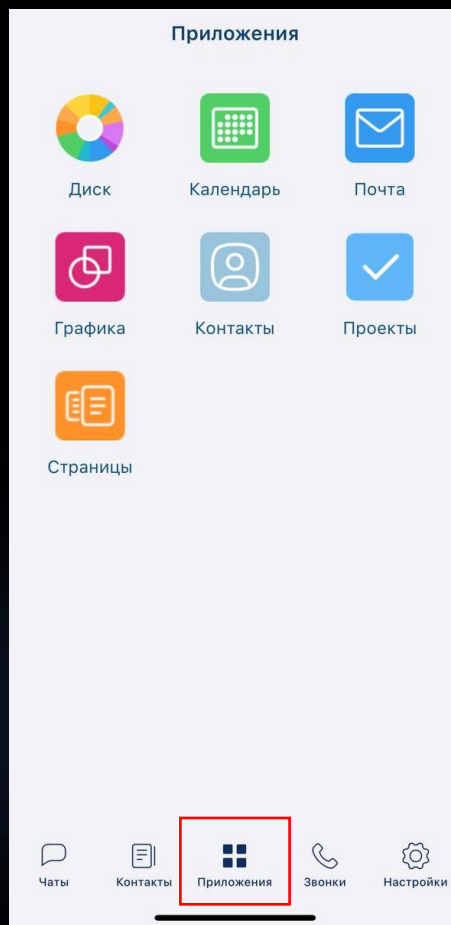 Приложения
Диск Календарь Почта
Графика Контакты Проекты
Страницы
Чаты Контакты Приложения Звонки Настройки